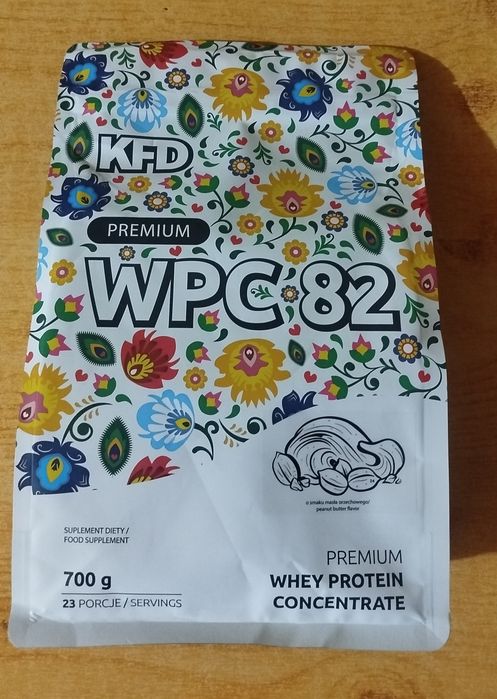 KFD
PREMIUM
WPC 82
o smaku masła orzechowego/
peanut butter flavor
SUPLEMENT DIETY /
FOOD SUPPLEMENT
700 g
23 PORCJE / SERVINGS
PREMIUM
WHEY PROTEIN
CONCENTRATE